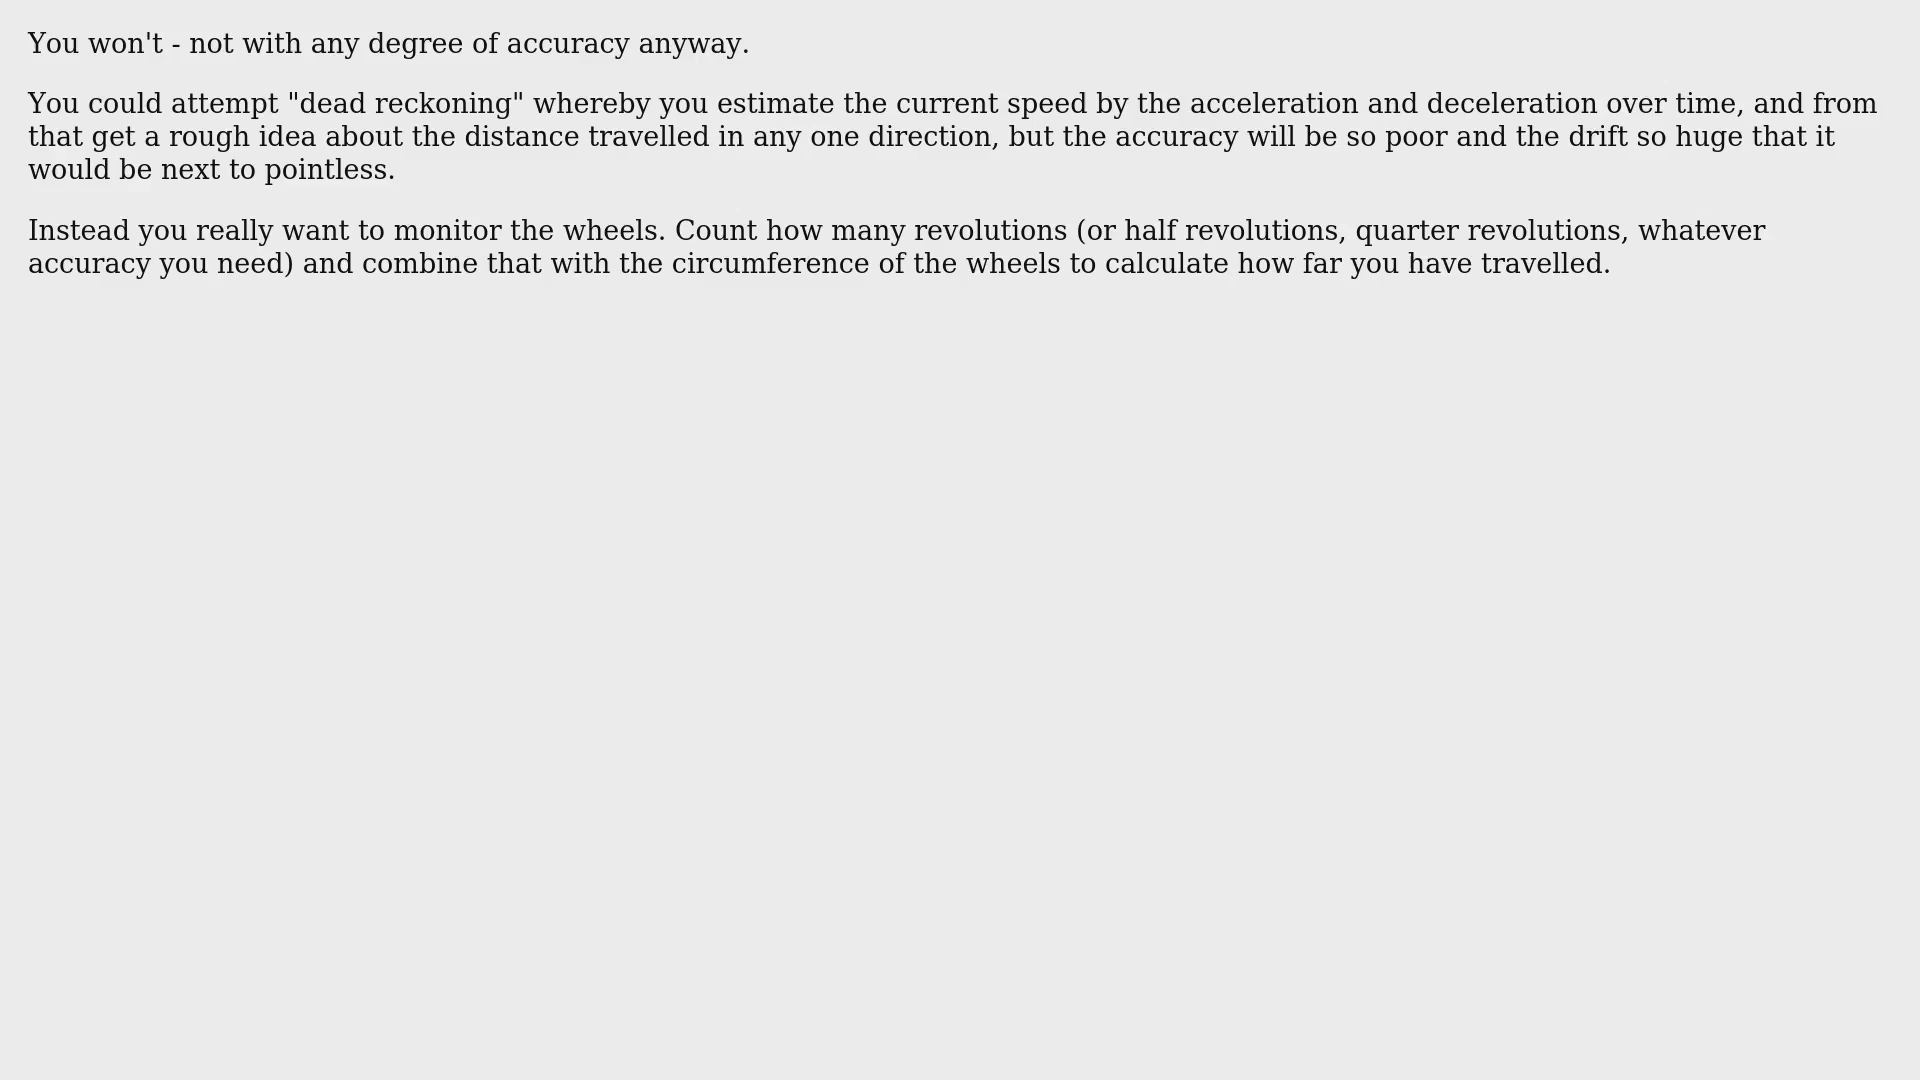 You won't - not with any degree of accuracy anyway.
You could attempt "dead reckoning" whereby you estimate the current speed by the acceleration and deceleration over time, and from
that get a rough idea about the distance travelled in any one direction, but the accuracy will be so poor and the drift so huge that it
would be next to pointless.
Instead you really want to monitor the wheels. Count how many revolutions (or half revolutions, quarter revolutions, whatever
accuracy you need) and combine that with the circumference of the wheels to calculate how far you have travelled.